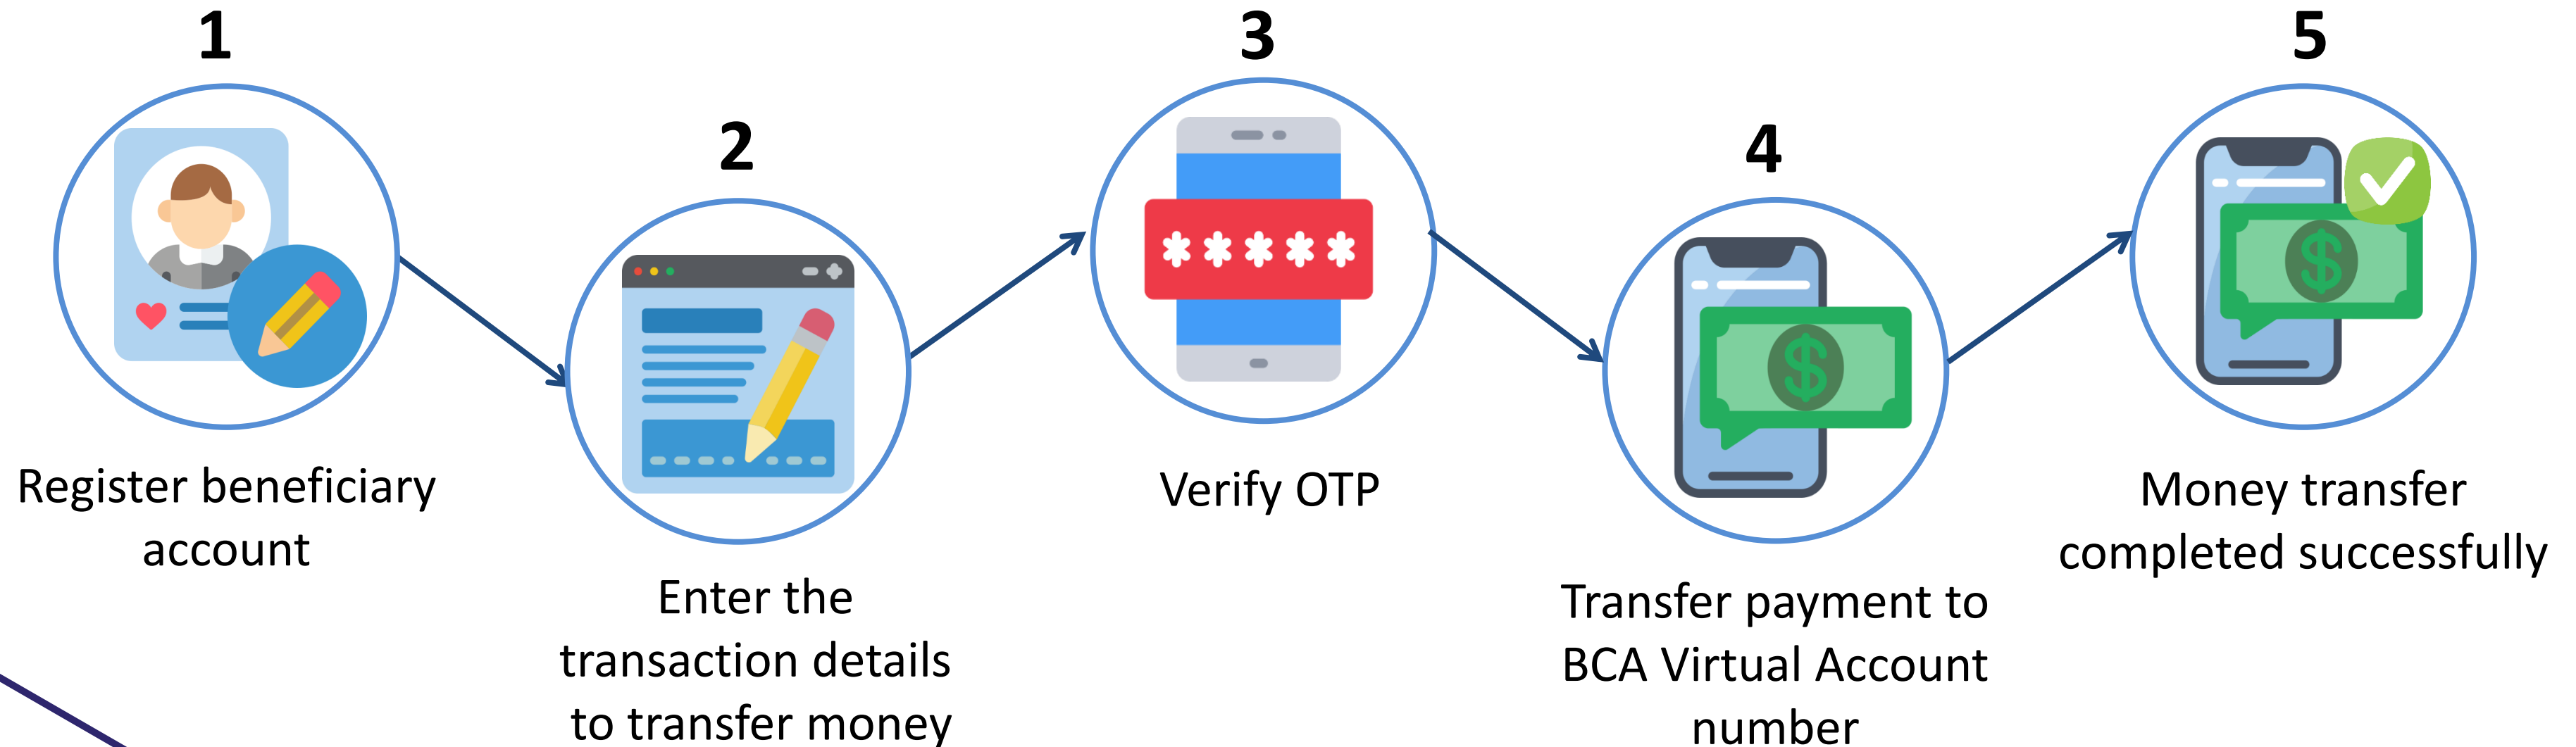 1
Register beneficiary
account
2
Enter the
transaction details
to transfer money
3
*****
Verify OTP
4
$
Transfer payment to
BCA Virtual Account
number
5
$
Money transfer
completed successfully